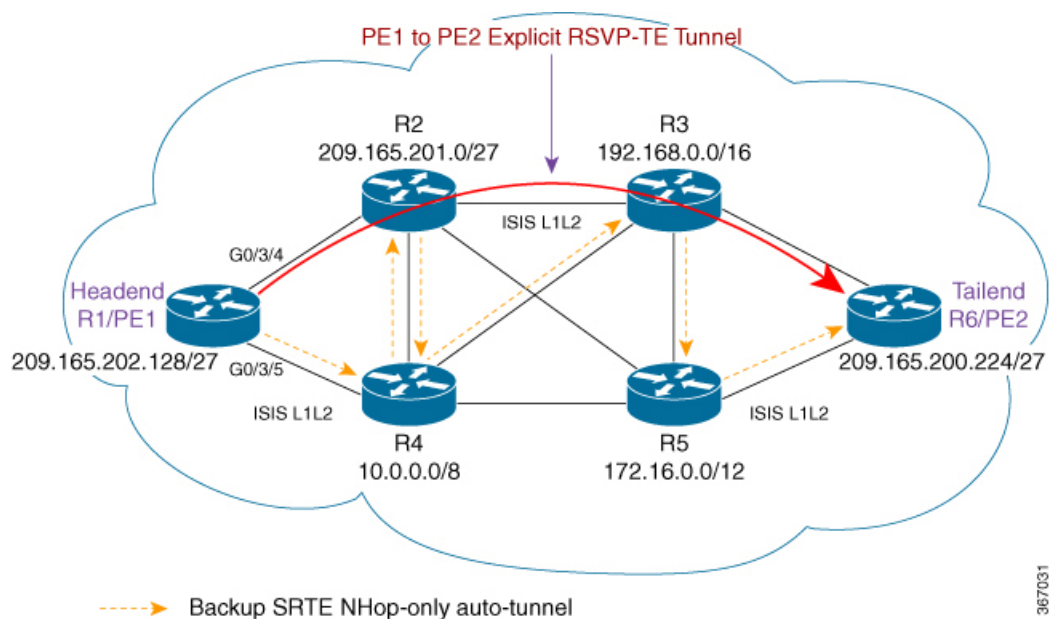 PE1 to PE2 Explicit RSVP-TE Tunnel
R2
209.165.201.0/27
R3
192.168.0.0/16
ISIS L1L2
G0/3/4
Headend
R1/PE1
209.165.202.128/27
Tailend
R6/PE2
209.165.200.224/27
G0/3/5
ISIS L1L2
ISIS L1L2
R4
10.0.0.0/8
R5
172.16.0.0/12
Backup SRTE NHop-only auto-tunnel
367031